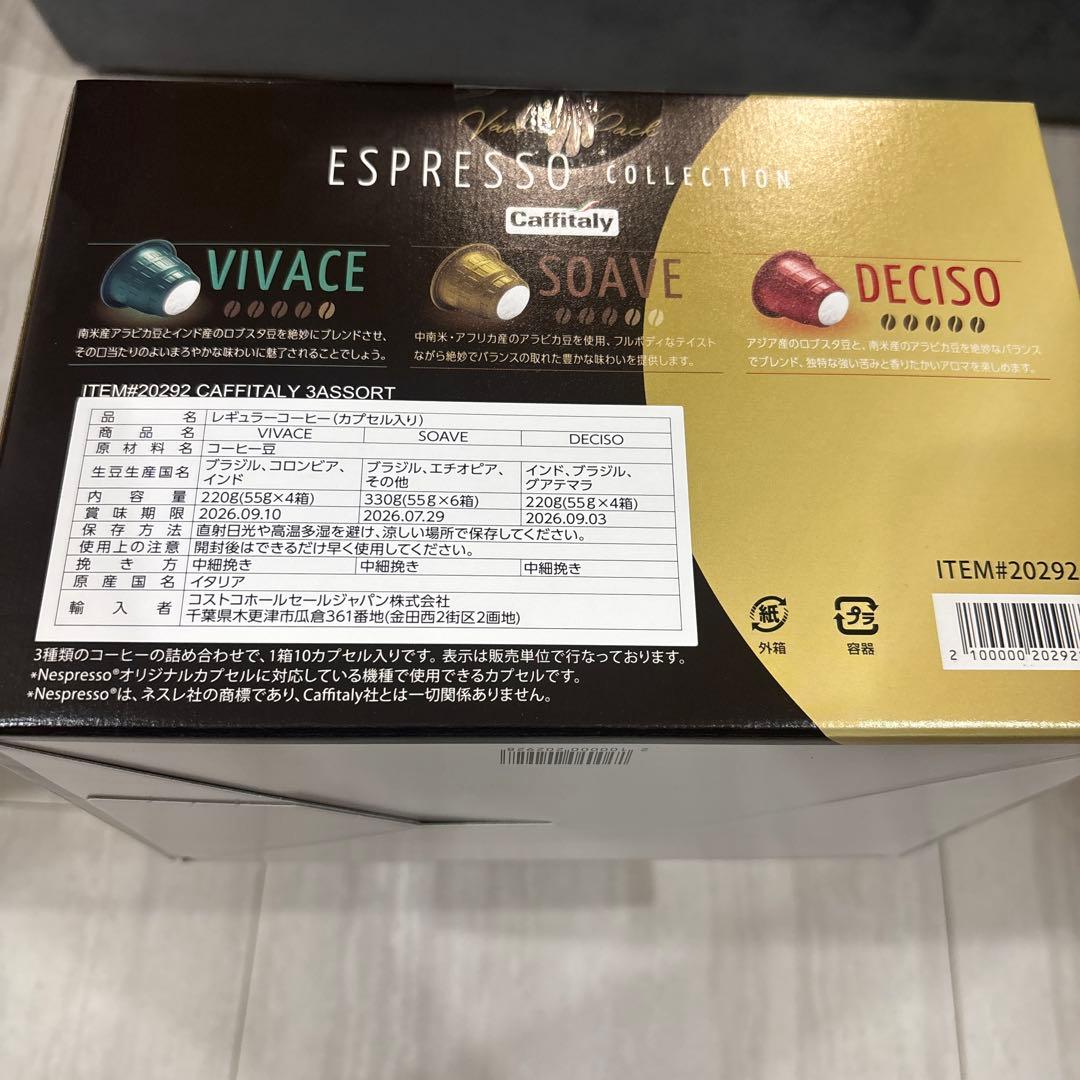 Variety Pack
ESPRESSO COLLECTION
Caffitaly
VIVACE
南米産アラビカ豆とインド産のロブスタ豆を絶妙にブレンドさせ、
その口当たりのよいまろやかな味わいに魅了されることでしょう。
SOAVE
中南米・アフリカ産のアラビカ豆を使用、フルボディなテイスト
ながら絶妙でバランスの取れた豊かな味わいを提供します。
DECISO
アジア産のロブスタ豆と、南米産のアラビカ豆を絶妙なバランス
でブレンド、独特な強い苦みと香りたかいアロマを楽しめます。
ITEM#20292 CAFFITALY 3ASSORT
品名 レギュラーコーヒー(カプセル入り)
商品名 VIVACE SOAVE DECISO
原材料名 コーヒー豆
生豆生産国名 ブラジル、コロンビア、インド ブラジル、エチオピア、その他 インド、ブラジル、グアテマラ
内容量 220g(55g×4箱) 330g(55g×6箱) 220g(55g×4箱)
賞味期限 2026.09.10 2026.07.29 2026.09.03
保存方法 直射日光や高温多湿を避け、涼しい場所で保存してください。
使用上の注意 開封後はできるだけ早く使用してください。
挽き方 中細挽き 中細挽き 中細挽き
原産国名 イタリア
輸入者 コストコホールセールジャパン株式会社
千葉県木更津市瓜倉361番地(金田西2街区2画地)
3種類のコーヒーの詰め合わせで、1箱10カプセル入りです。表示は販売単位で行なっております。
*Nespresso®オリジナルカプセルに対応している機種で使用できるカプセルです。
*Nespresso®は、ネスレ社の商標であり、Caffitaly社とは一切関係ありません。
ITEM#20292
紙
外箱
プラ
容器
2 100000 20292
2 100000 202928